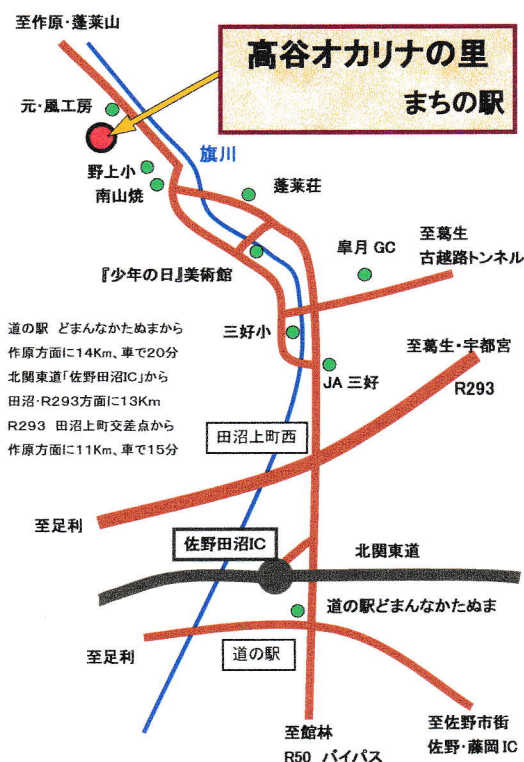 至作原・蓬莱山
高谷オカリナの里
まちの駅
元・風工房
旗川
野上小
南山焼
蓬莱荘
皐月 GC
至葛生
古越路トンネル
『少年の日』美術館
道の駅 どまんなかたぬまから
作原方面に14Km、車で20分
北関東道「佐野田沼IC」から
田沼・R293方面に13Km
R293 田沼上町交差点から
作原方面に11Km、車で15分
三好小
至葛生・宇都宮
JA 三好
R293
田沼上町西
至足利
佐野田沼IC
北関東道
道の駅どまんなかたぬま
道の駅
至足利
至館林
R50 バイパス
至佐野市街
佐野・藤岡 IC